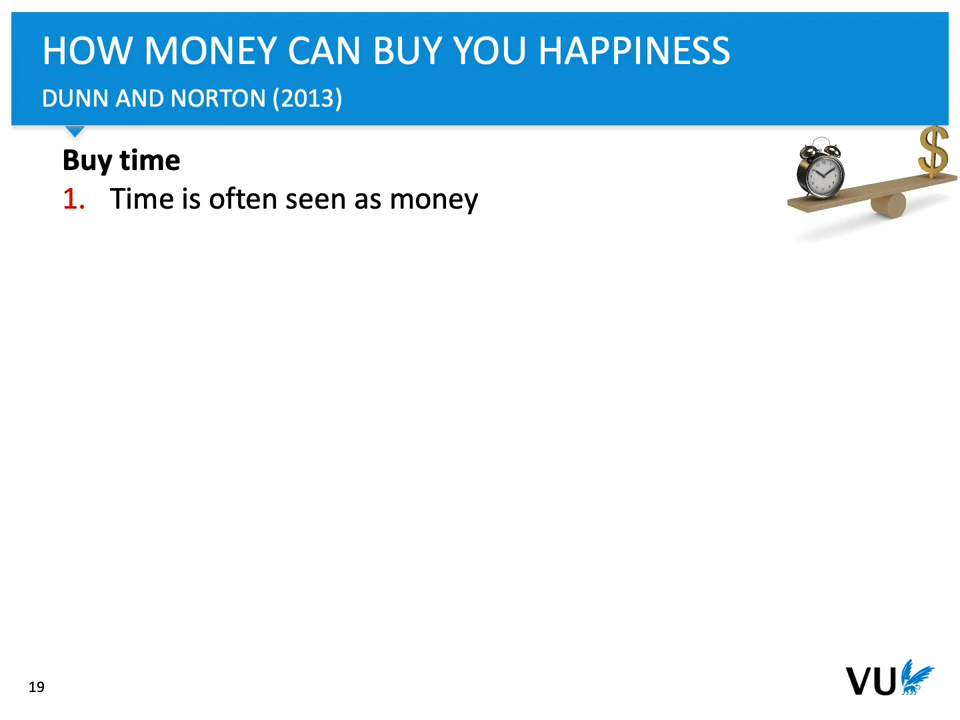 HOW MONEY CAN BUY YOU HAPPINESS
DUNN AND NORTON (2013)
$
Buy time
1. Time is often seen as money
19
VU